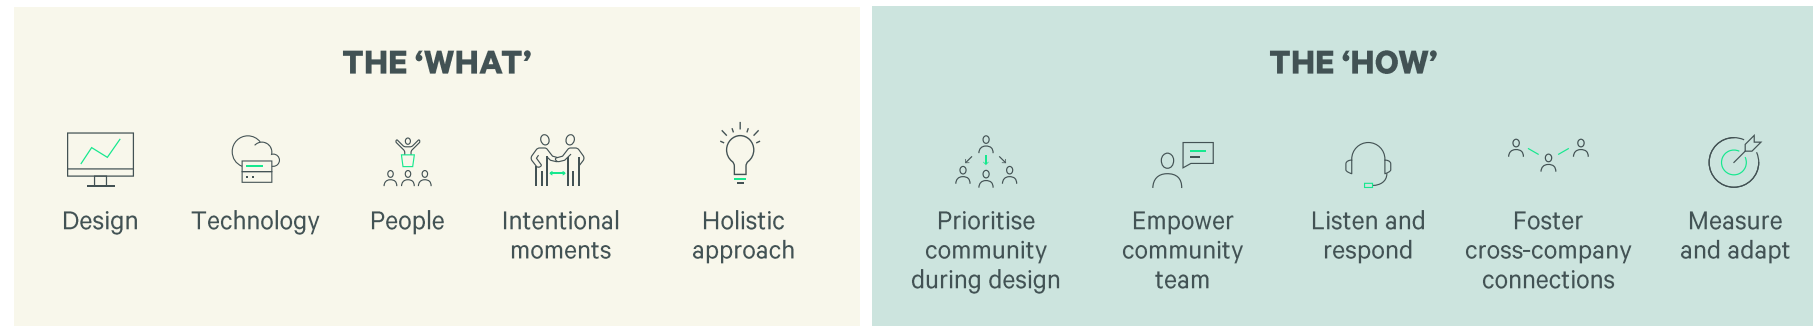 THE ‘WHAT’
Design
Technology
People
Intentional
moments
Holistic
approach
THE ‘HOW’
Prioritise
community
during design
Empower
community
team
Listen and
respond
Foster
cross-company
connections
Measure
and adapt